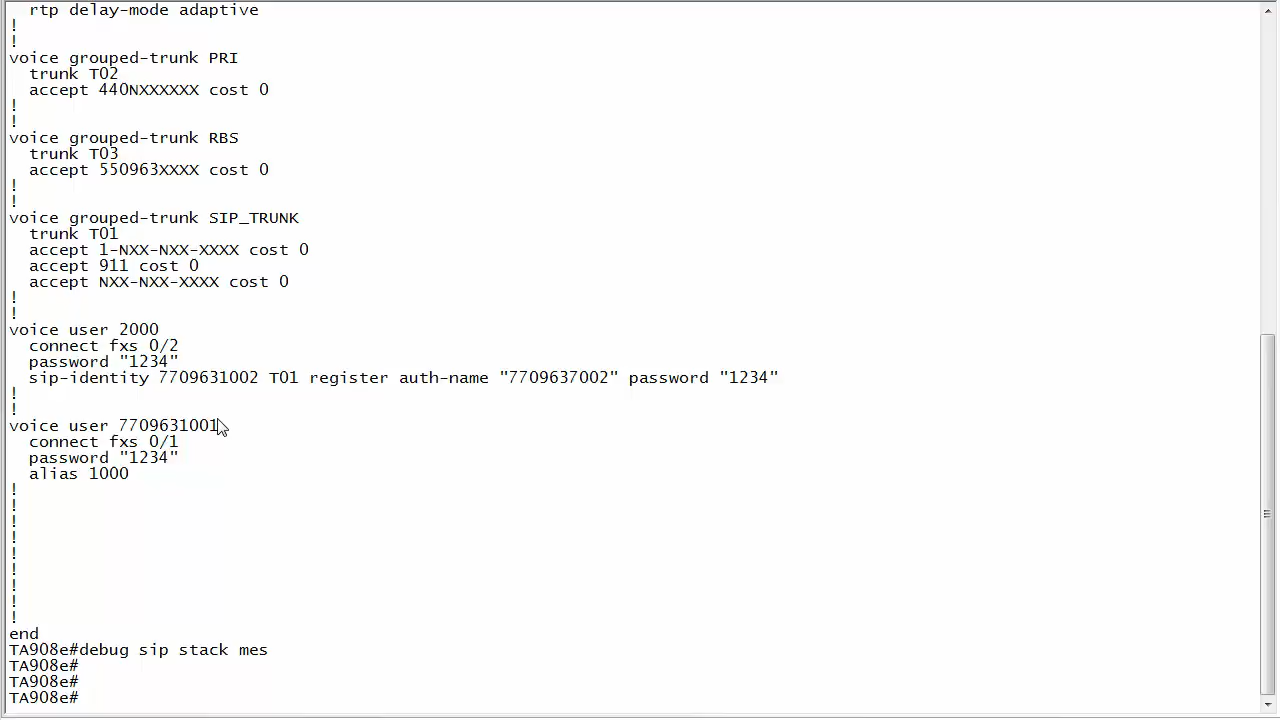 rtp delay-mode adaptive
!
!
voice grouped-trunk PRI
trunk T02
accept 440NXXXXXX cost 0
!
!
voice grouped-trunk RBS
trunk T03
accept 550963XXXX cost 0
!
!
voice grouped-trunk SIP_TRUNK
trunk T01
accept 1-NXX-NXX-XXXX cost 0
accept 911 cost 0
accept NXX-NXX-XXXX cost 0
!
!
voice user 2000
connect fxs 0/2
password "1234"
sip-identity 7709631002 T01 register auth-name "7709637002" password "1234"
!
!
voice user 7709631001
connect fxs 0/1
password "1234"
alias 1000
!
!
!
!
!
!
!
!
!
end
TA908e#debug sip stack mes
TA908e#
TA908e#
TA908e#